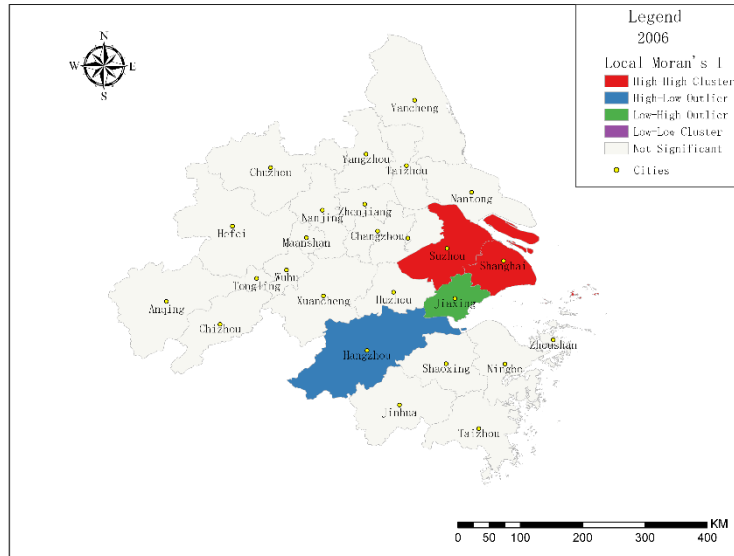 Legend
2006
Local Moran's I
High High Cluster
High-Low Outlier
Low-High Outlier
Low-Low Cluster
Not Significant
Cities
N
W E
S
Yancheng
Yangzhou
Taizhou
Chuzhou
Nantong
Zhenjiang
Nanjing
Hefei
Changzhou
Maanshan
Suzhou
Shanghai
Wuhu
Tongling
Xuancheng
Huzhou
Jiaxing
Anqing
Chizhou
Hangzhou
Zhoushan
Shaoxing
Ningbo
Jinhua
Taizhou
KM
0 50 100 200 300 400